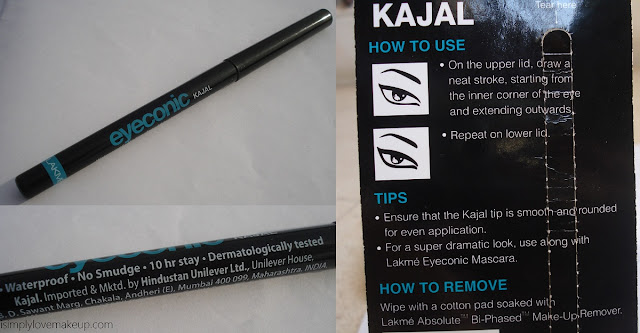 LAKM
eyeconic KAJAL
eyeconic
• Waterproof • No Smudge • 10 hr stay • Dermatologically tested
Kajal. Imported & Mktd. by Hindustan Unilever Ltd., Unilever House,
B. D. Sawant Marg, Chakala, Andheri (E), Mumbai 400 099, Maharashtra, INDIA
isimplylovemakeup.com
Tear here
KAJAL
HOW TO USE
• On the upper lid, draw a
neat stroke, starting from
the inner corner of the eye
and extending outwards.
• Repeat on lower lid.
TIPS
• Ensure that the Kajal tip is smooth and rounded
for even application.
• For a super dramatic look, use along with
Lakmé Eyeconic Mascara.
HOW TO REMOVE
Wipe with a cotton pad soaked with
Lakmé Absolute™ Bi-Phased™ Make-Up Remover.